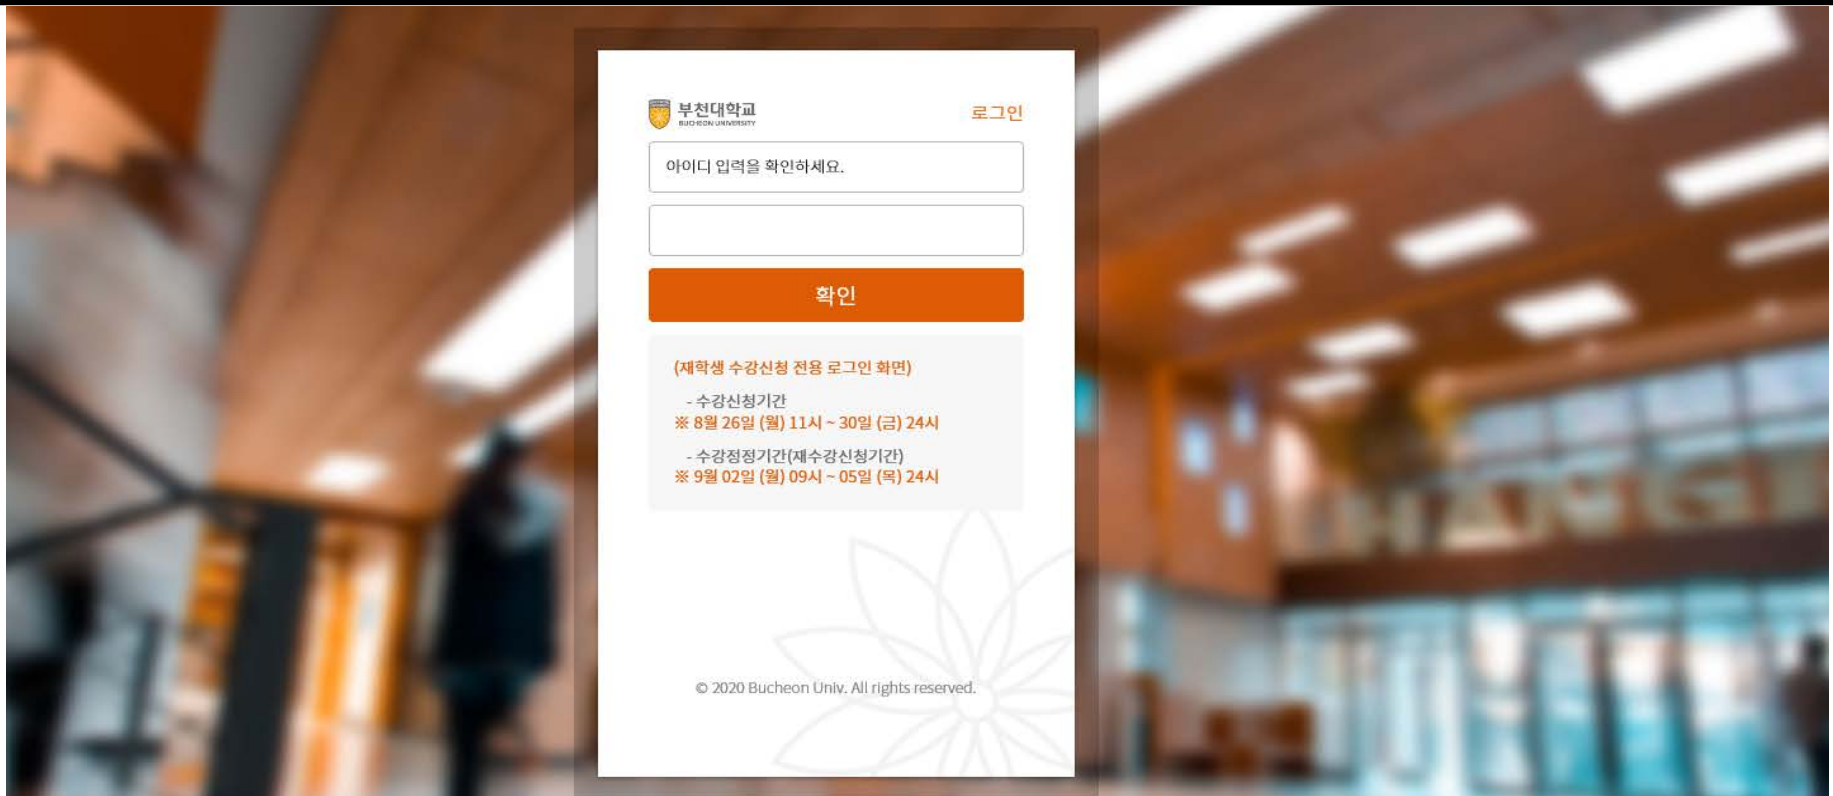 부천대학교
BUCHEON UNIVERSITY
로그인
아이디 입력을 확인하세요.
확인
(재학생 수강신청 전용 로그인 화면)
- 수강신청기간
※ 8월 26일 (월) 11시 ~ 30일 (금) 24시
- 수강정정기간(재수강신청기간)
※ 9월 02일 (월) 09시 ~ 05일 (목) 24시
© 2020 Bucheon Univ. All rights reserved.